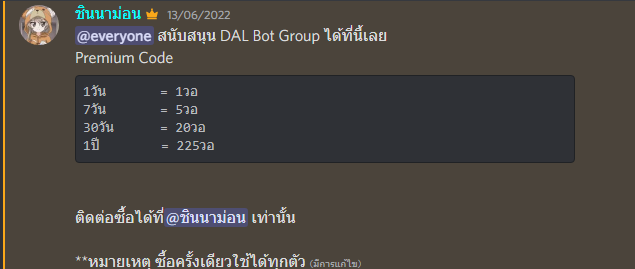 ชินนาม่อน 13/06/2022
@everyone สนับสนุน DAL Bot Group ได้ที่นี้เลย
Premium Code
1วัน = 1วอ
7วัน = 5วอ
30วัน = 20วอ
1ปี = 225วอ
ติดต่อซื้อได้ที่@ชินนาม่อน เท่านั้น
**หมายเหตุ ซื้อครั้งเดียวใช้ได้ทุกตัว (มีการแก้ไข)